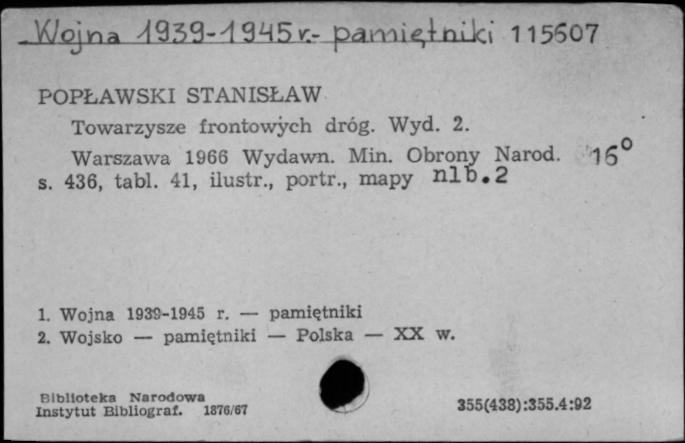 Wojna 1939-1945 r.- pamiętniki 115607
POPŁAWSKI STANISŁAW
Towarzysze frontowych dróg. Wyd. 2.
Warszawa 1966 Wydawn. Min. Obrony Narod. 16°
s. 436, tabl. 41, ilustr., portr., mapy nlb.2
1. Wojna 1939-1945 r. — pamiętniki
2. Wojsko — pamiętniki — Polska — XX w.
Biblioteka Narodowa
Instytut Bibliograf. 1876/67
355(438):355.4:92